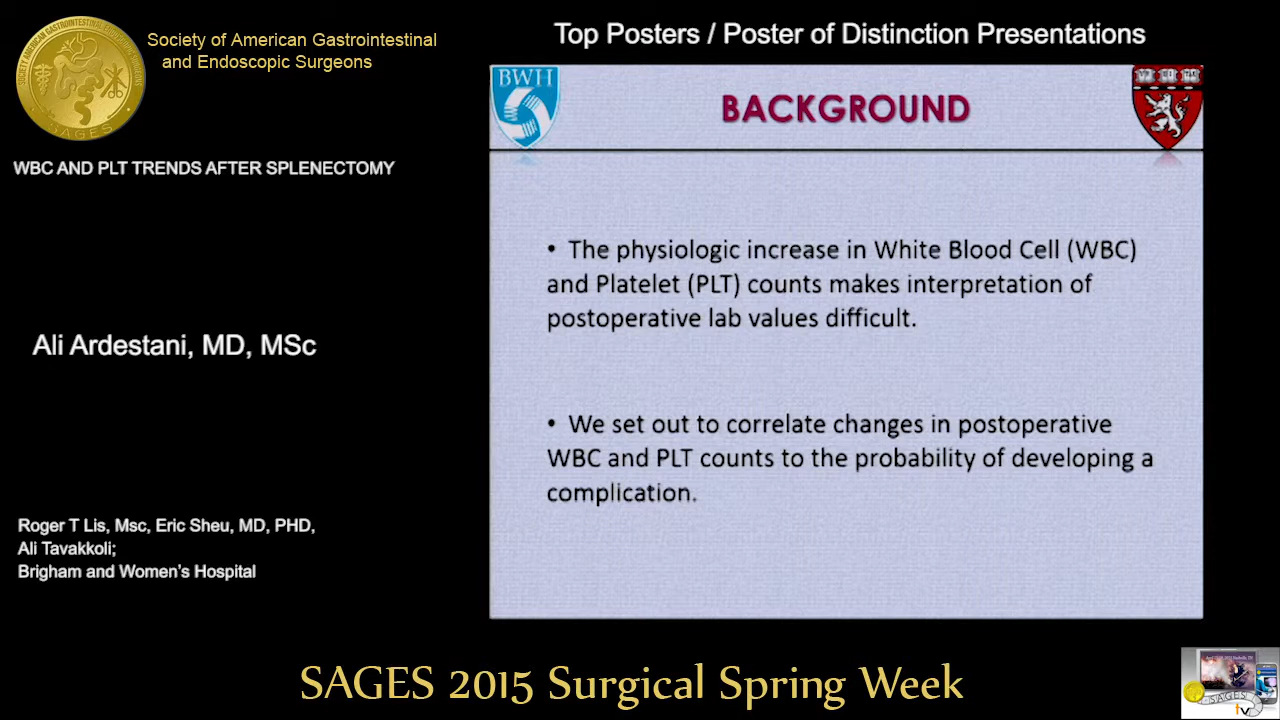 Society of American Gastrointestinal
and Endoscopic Surgeons
SAGES
WBC AND PLT TRENDS AFTER SPLENECTOMY
Ali Ardestani, MD, MSc
Roger T Lis, Msc, Eric Sheu, MD, PHD,
Ali Tavakkoli;
Brigham and Women's Hospital
Top Posters / Poster of Distinction Presentations
BWH
BACKGROUND
• The physiologic increase in White Blood Cell (WBC)
and Platelet (PLT) counts makes interpretation of
postoperative lab values difficult.
• We set out to correlate changes in postoperative
WBC and PLT counts to the probability of developing a
complication.
SAGES 2015 Surgical Spring Week
SAGES
tv